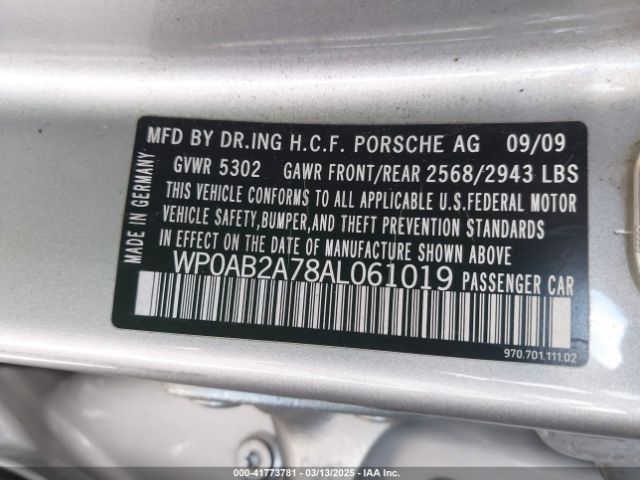 MFD BY DR.ING H.C.F. PORSCHE AG 09/09
GVWR 5302 GAWR FRONT/REAR 2568/2943 LBS
THIS VEHICLE CONFORMS TO ALL APPLICABLE U.S.FEDERAL MOTOR
VEHICLE SAFETY,BUMPER,AND THEFT PREVENTION STANDARDS
IN EFFECT ON THE DATE OF MANUFACTURE SHOWN ABOVE.
WP0AB2A78AL061019 PASSENGER CAR
MADE IN GERMANY
970.701.111.02
© - 41773781 - 03/13/2025 - IAA Inc.